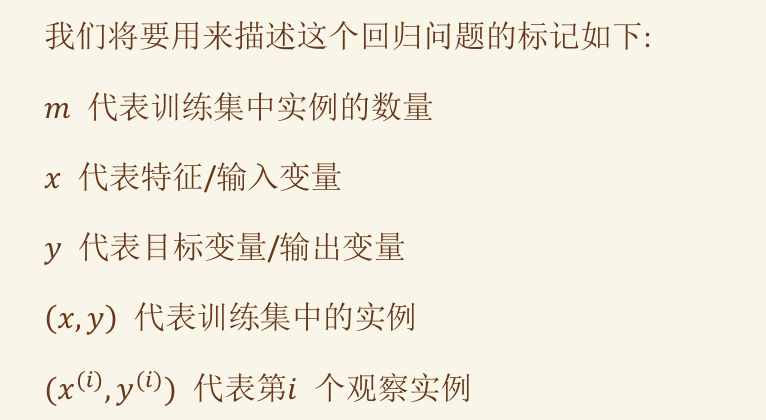 我们将要用来描述这个回归问题的标记如下:
m 代表训练集中实例的数量
x 代表特征/输入变量
y 代表目标变量/输出变量
(x, y) 代表训练集中的实例
(x⁽ⁱ⁾, y⁽ⁱ⁾) 代表第i 个观察实例